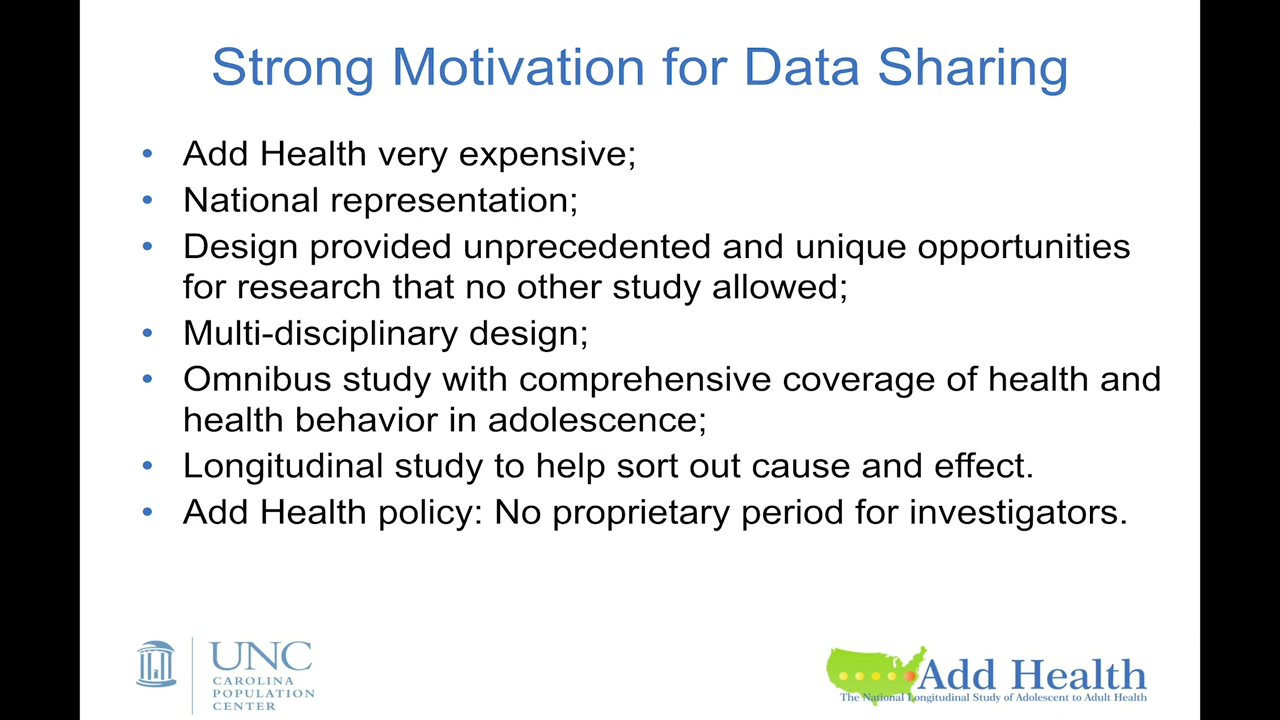 Strong Motivation for Data Sharing
• Add Health very expensive;
• National representation;
• Design provided unprecedented and unique opportunities
for research that no other study allowed;
• Multi-disciplinary design;
• Omnibus study with comprehensive coverage of health and
health behavior in adolescence;
• Longitudinal study to help sort out cause and effect.
• Add Health policy: No proprietary period for investigators.
UNC
CAROLINA
POPULATION
CENTER
Add Health
The National Longitudinal Study of Adolescent to Adult Health